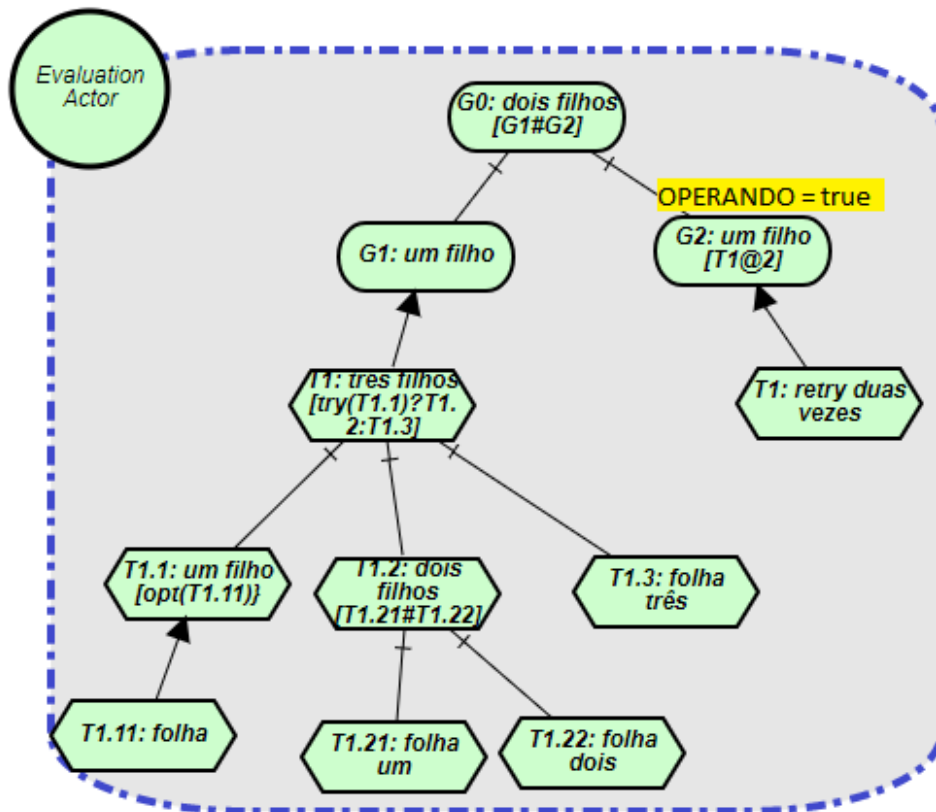 Evaluation
Actor
G0: dois filhos
[G1#G2]
OPERANDO = true
G1: um filho
G2: um filho
[T1@2]
T1: tres filhos
[try(T1.1)?T1.
2:T1.3]
T1: retry duas
vezes
T1.1: um filho
[opt(T1.11)}
T1.2: dois
filhos
[T1.21#T1.22]
T1.3: folha
três
T1.11: folha
T1.21: folha
um
T1.22: folha
dois